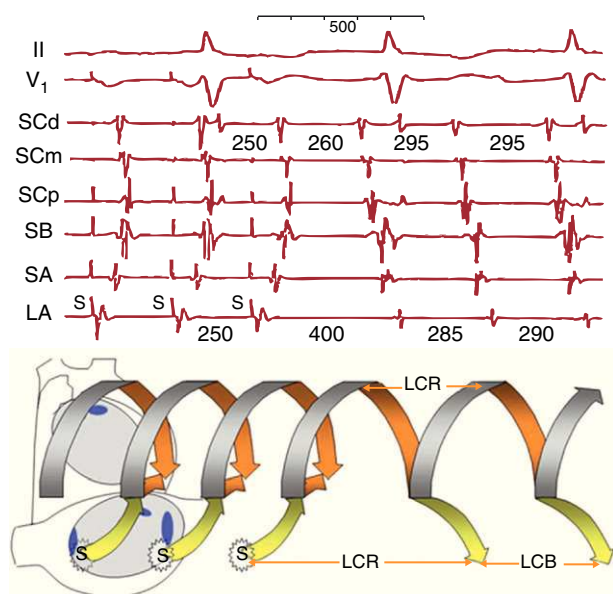 500
II
V1
SCd
250 260 295 295
SCm
SCp
SB
SA
S S S
LA
250 400 285 290
LCR
S S S
LCR LCB